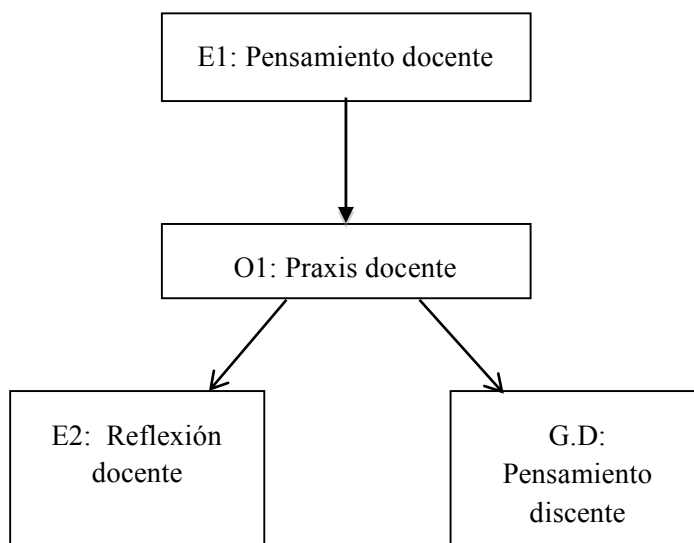 E1: Pensamiento docente
O1: Praxis docente
E2: Reflexión
docente
G.D:
Pensamiento
discente